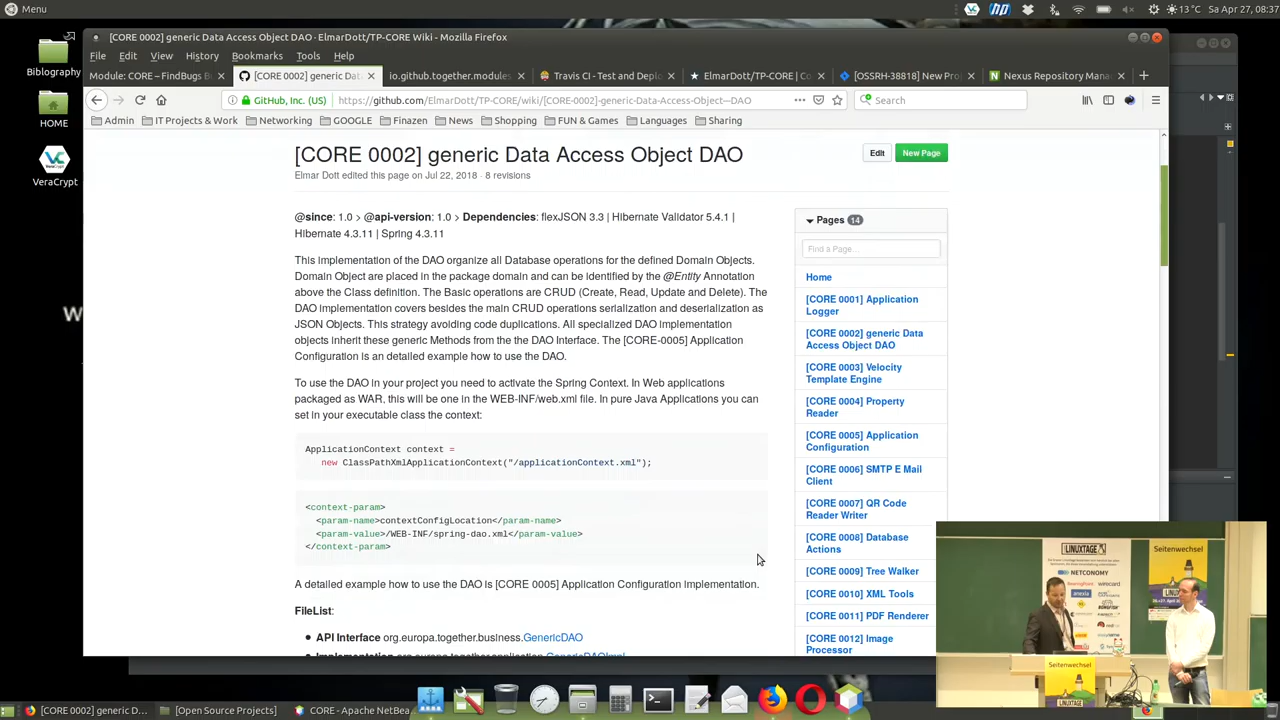 Menu
13°C
Sa Apr 27, 08:37
[CORE 0002] generic Data Access Object DAO · ElmarDott/TP-CORE Wiki - Mozilla Firefox
File Edit View History Bookmarks Tools Help
Module: CORE – FindBugs B
[CORE 0002] generic Dat
io.github.together.modules
Travis CI - Test and Deplo
ElmarDott/TP-CORE | Co
[OSSRH-38818] New Proj
Nexus Repository Mana
GitHub, Inc. (US)
https://github.com/ElmarDott/TP-CORE/wiki/[CORE-0002]-generic-Data-Access-Object—DAO
Search
Admin
IT Projects & Work
Networking
GOOGLE
Finazen
News
Shopping
FUN & Games
Languages
Sharing
Biblography
HOME
VeraCrypt
W
[CORE 0002] generic Data Access Object DAO
Edit
New Page
Elmar Dott edited this page on Jul 22, 2018 · 8 revisions
@since: 1.0 > @api-version: 1.0 > Dependencies: flexJSON 3.3 | Hibernate Validator 5.4.1 |
Hibernate 4.3.11 | Spring 4.3.11
This implementation of the DAO organize all Database operations for the defined Domain Objects.
Domain Object are placed in the package domain and can be identified by the @Entity Annotation
above the Class definition. The Basic operations are CRUD (Create, Read, Update and Delete). The
DAO implementation covers besides the main CRUD operations serialization and deserialization as
JSON Objects. This strategy avoiding code duplications. All specialized DAO implementation
objects inherit these generic Methods from the the DAO Interface. The [CORE-0005] Application
Configuration is an detailed example how to use the DAO.
To use the DAO in your project you need to activate the Spring Context. In Web applications
packaged as WAR, this will be one in the WEB-INF/web.xml file. In pure Java Applications you can
set in your executable class the context:
ApplicationContext context =
new ClassPathXmlApplicationContext("/applicationContext.xml");
<context-param>
<param-name>contextConfigLocation</param-name>
<param-value>/WEB-INF/spring-dao.xml</param-value>
</context-param>
A detailed example how to use the DAO is [CORE 0005] Application Configuration implementation.
FileList:
API Interface org.europa.together.business.GenericDAO
Implementation org.europa.together.application.GenericDAOImpl
Pages 14
Find a Page…
Home
[CORE 0001] Application
Logger
[CORE 0002] generic Data
Access Object DAO
[CORE 0003] Velocity
Template Engine
[CORE 0004] Property
Reader
[CORE 0005] Application
Configuration
[CORE 0006] SMTP E Mail
Client
[CORE 0007] QR Code
Reader Writer
[CORE 0008] Database
Actions
[CORE 0009] Tree Walker
[CORE 0010] XML Tools
[CORE 0011] PDF Renderer
[CORE 0012] Image
Processor
LINUXTAGE
NETCONOMY
anexia
Seitenwechsel
Seitenwechsel
LINUXTAGE
[CORE 0002] generic D...
[Open Source Projects]
CORE - Apache NetBea